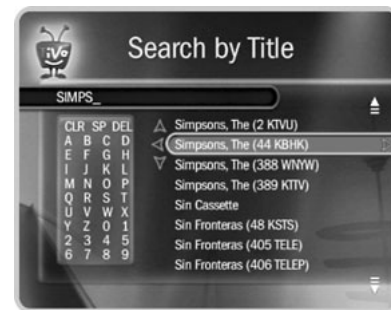 TiVo
Search by Title
SIMPS_
CLR SP DEL
A B C D
E F G H
I J K L
M N O P
Q R S T
U V W X
Y Z 0 1
2 3 4 5
6 7 8 9
Simpsons, The (2 KTVU)
Simpsons, The (44 KBHK)
Simpsons, The (388 WNYW)
Simpsons, The (389 KTTV)
Sin Cassette
Sin Fronteras (48 KSTS)
Sin Fronteras (405 TELE)
Sin Fronteras (406 TELEP)